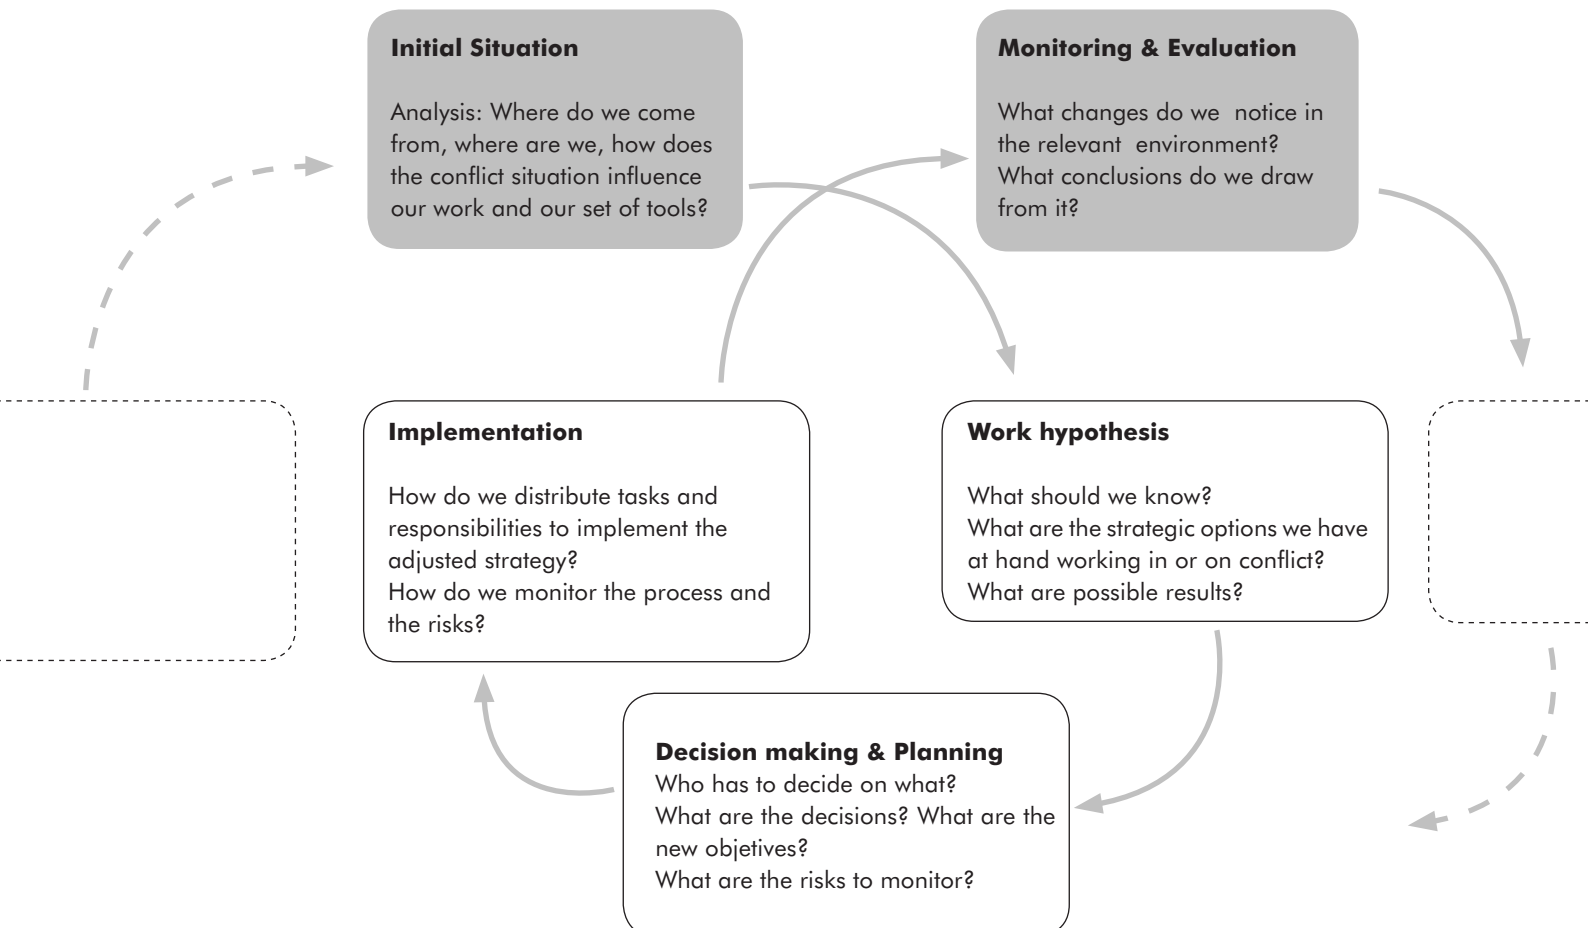 Initial Situation
Analysis: Where do we come
from, where are we, how does
the conflict situation influence
our work and our set of tools?
Monitoring & Evaluation
What changes do we notice in
the relevant environment?
What conclusions do we draw
from it?
Implementation
How do we distribute tasks and
responsibilities to implement the
adjusted strategy?
How do we monitor the process and
the risks?
Work hypothesis
What should we know?
What are the strategic options we have
at hand working in or on conflict?
What are possible results?
Decision making & Planning
Who has to decide on what?
What are the decisions? What are the
new objetives?
What are the risks to monitor?